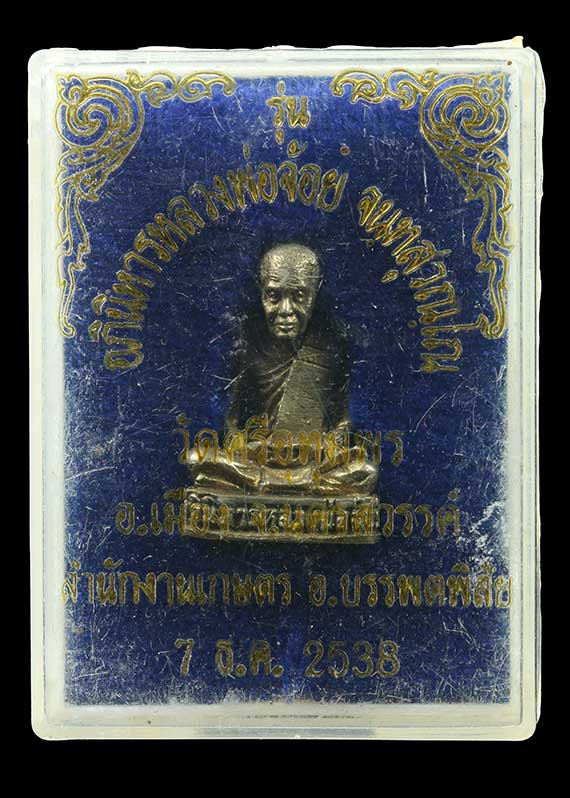 รุ่น
อภินิหารหลวงพ่อจ้อย จนฺทสุวณฺโณ
วัดศรีอุทุมพร
อ.เมือง จ.นครสวรรค์
สำนักงานเกษตร อ.บรรพตพิสัย
7 ธ.ค. 2538